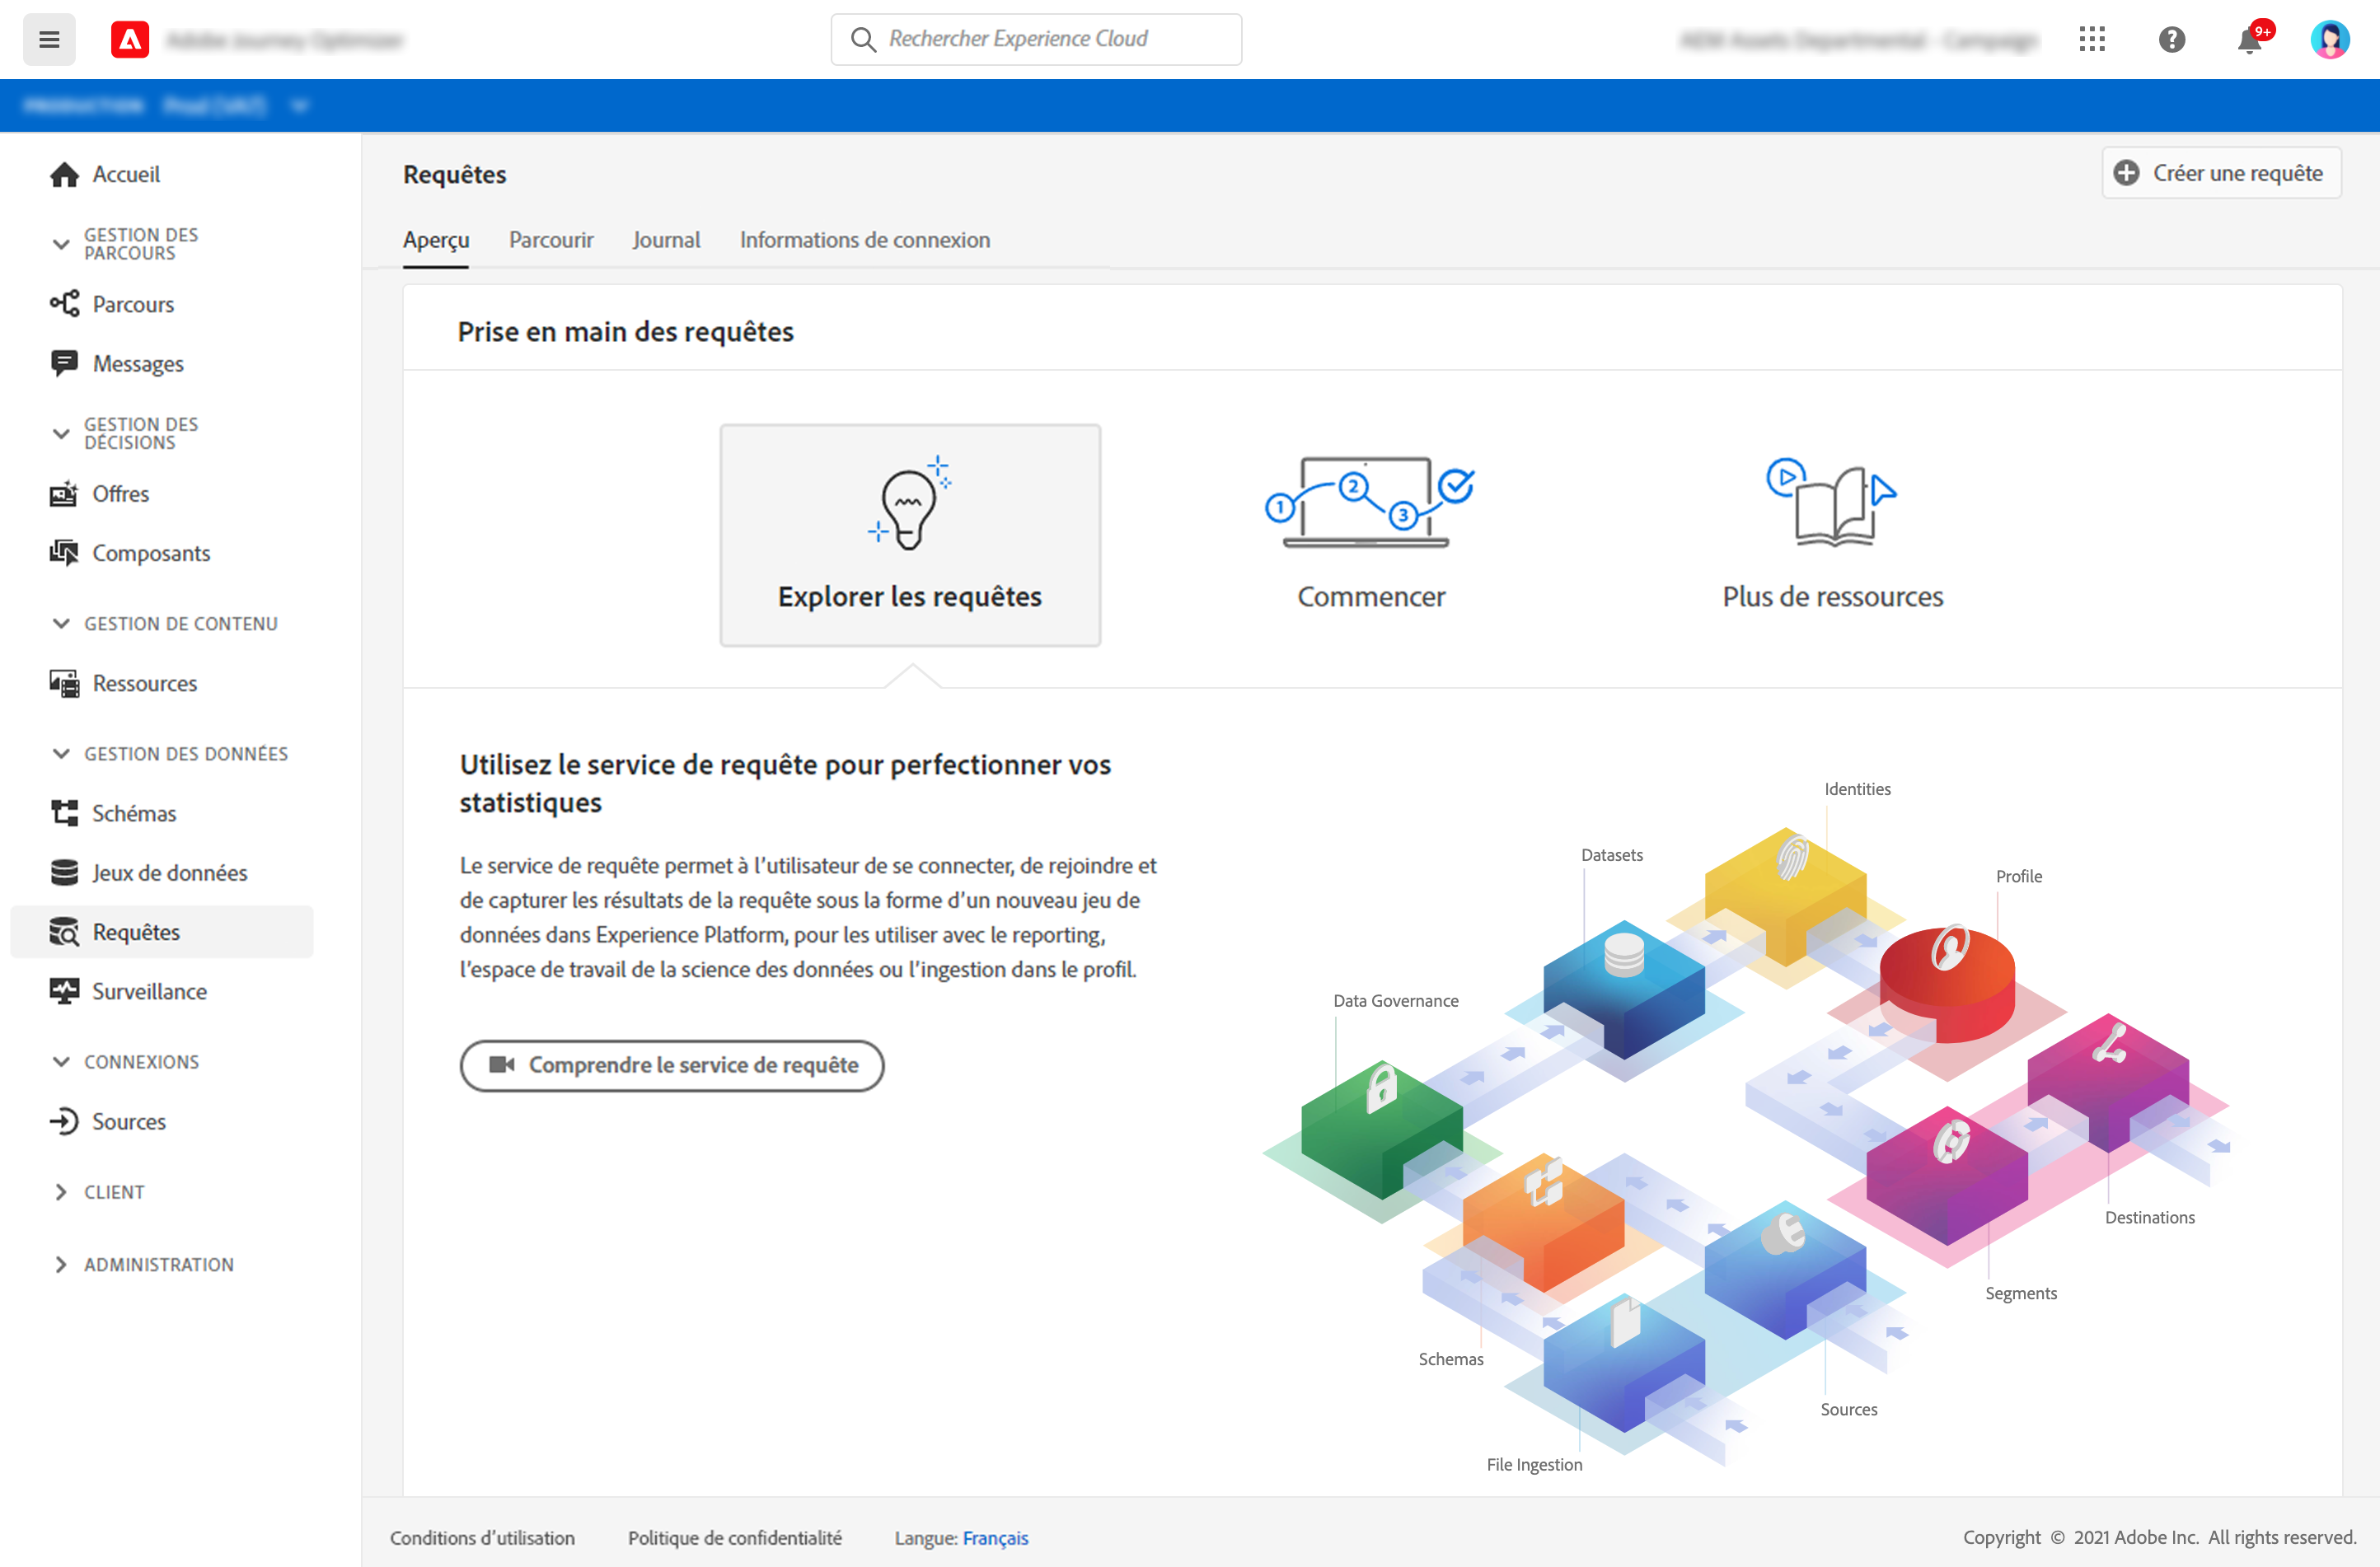 Rechercher Experience Cloud
9+
Accueil
GESTION DES
PARCOURS
Parcours
Messages
GESTION DES
DÉCISIONS
Offres
Composants
GESTION DE CONTENU
Ressources
GESTION DES DONNÉES
Schémas
Jeux de données
Requêtes
Surveillance
CONNEXIONS
Sources
CLIENT
ADMINISTRATION
Requêtes
Créer une requête
Aperçu
Parcourir
Journal
Informations de connexion
Prise en main des requêtes
Explorer les requêtes
1
2
3
Commencer
Plus de ressources
Utilisez le service de requête pour perfectionner vos
statistiques
Le service de requête permet à l’utilisateur de se connecter, de rejoindre et
de capturer les résultats de la requête sous la forme d’un nouveau jeu de
données dans Experience Platform, pour les utiliser avec le reporting,
l’espace de travail de la science des données ou l’ingestion dans le profil.
Comprendre le service de requête
Identities
Datasets
Profile
Data Governance
Destinations
Segments
Schemas
Sources
File Ingestion
Conditions d’utilisation
Politique de confidentialité
Langue: Français
Copyright © 2021 Adobe Inc. All rights reserved.